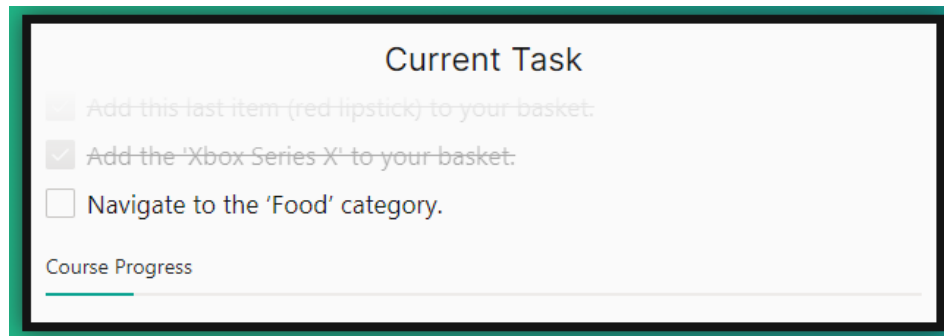 Current Task
Add this last item (red lipstick) to your basket.
Add the 'Xbox Series X' to your basket.
Navigate to the ‘Food’ category.
Course Progress